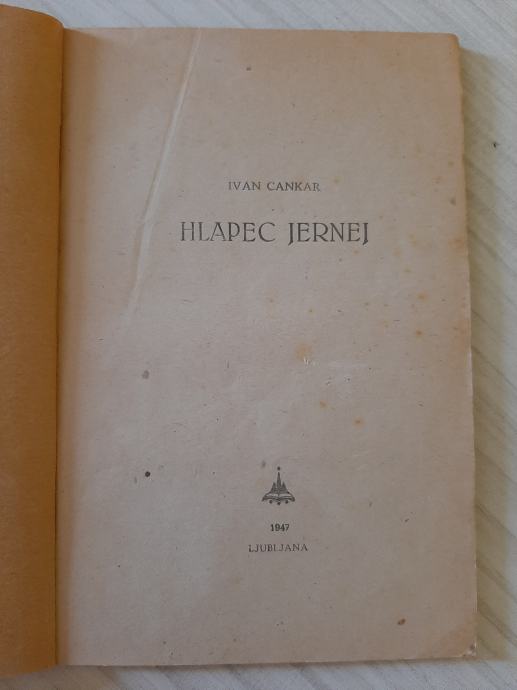 IVAN CANKAR
HLAPEC JERNEJ
1947
LJUBLJANA